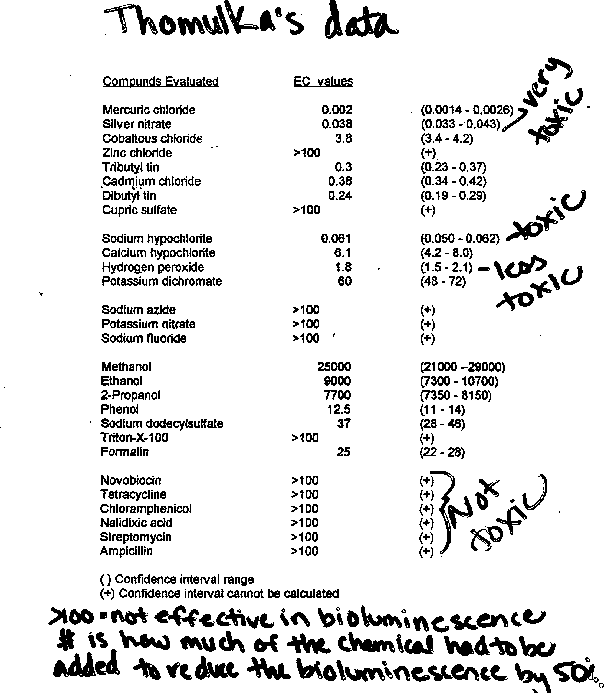 Thomulka's data
Compunds Evaluated EC values
Mercuric chloride 0.002 (0.0014 - 0.0026) very toxic
Silver nitrate 0.038 (0.033 - 0.043)
Cobaltous chloride 3.8 (3.4 - 4.2)
Zinc chloride >100 (+)
Tributyl tin 0.3 (0.23 - 0.37)
Cadmium chloride 0.38 (0.34 - 0.42)
Dibutyl tin 0.24 (0.19 - 0.29)
Cupric sulfate >100 (+)
Sodium hypochlorite 0.061 (0.050 - 0.062) - toxic
Calcium hypochlorite 6.1 (4.2 - 8.0)
Hydrogen peroxide 1.8 (1.5 - 2.1) - less toxic
Potassium dichromate 60 (48 - 72)
Sodium azide >100 (+)
Potassium nitrate >100 (+)
Sodium fluoride >100 (+)
Methanol 25000 (21000 - 29000)
Ethanol 9000 (7300 - 10700)
2-Propanol 7700 (7350 - 8150)
Phenol 12.5 (11 - 14)
Sodium dodecylsulfate 37 (28 - 46)
Triton-X-100 >100 (+)
Formalin 25 (22 - 28)
Novobiocin >100 (+)
Tetracycline >100 (+)
Chloramphenicol >100 (+)
Nalidixic acid >100 (+)
Streptomycin >100 (+)
Ampicillin >100 (+)
Not toxic
( ) Confidence interval range
(+) Confidence interval cannot be calculated
>100 = not effective in bioluminescence
# is how much of the chemical had to be
added to reduce the bioluminescence by 50%.